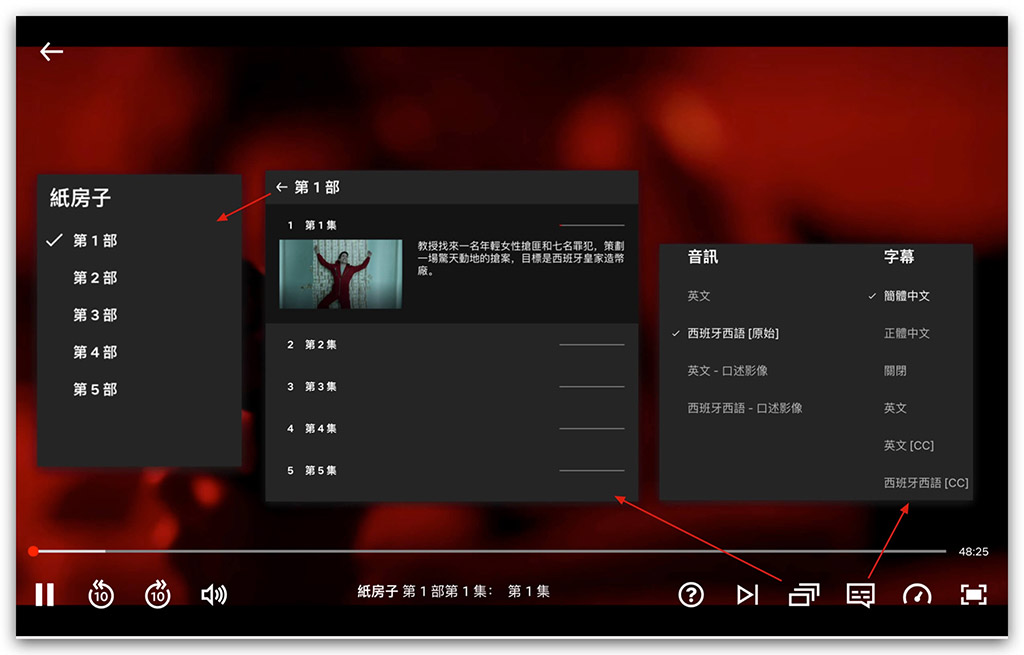 紙房子
第 1 部
第 2 部
第 3 部
第 4 部
第 5 部
第 1 部
1 第 1 集
教授找來一名年輕女性搶匪和七名罪犯，策劃
一場驚天動地的搶案，目標是西班牙皇家造幣
廠。
2 第 2 集
3 第 3 集
4 第 4 集
5 第 5 集
音訊
英文
西班牙西語 [原始]
英文 - 口述影像
西班牙西語 - 口述影像
字幕
簡體中文
正體中文
關閉
英文
英文 [CC]
西班牙西語 [CC]
48:25
10
10
紙房子 第 1 部第 1 集： 第 1 集
?